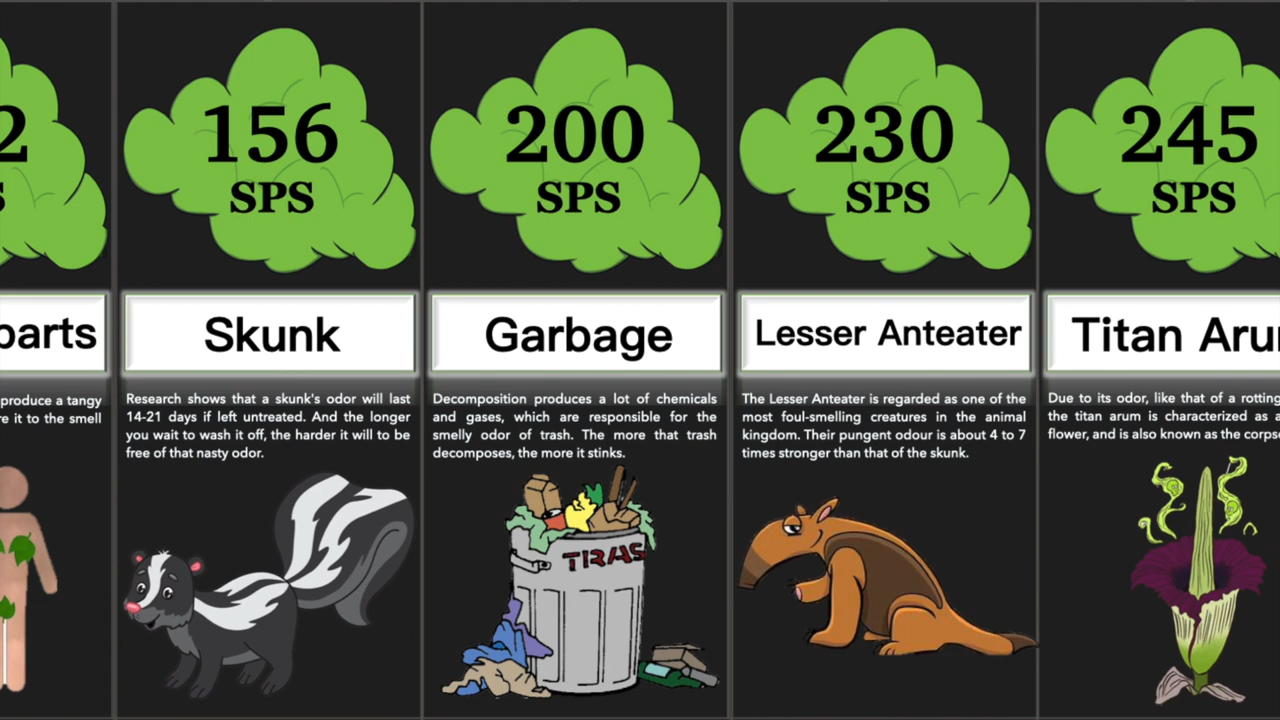 2
156
SPS
200
SPS
230
SPS
245
SPS
parts
Skunk
Garbage
Lesser Anteater
Titan Aru
produce a tangy
it to the smell
Research shows that a skunk's odor will last
14-21 days if left untreated. And the longer
you wait to wash it off, the harder it will to be
free of that nasty odor.
Decomposition produces a lot of chemicals
and gases, which are responsible for the
smelly odor of trash. The more that trash
decomposes, the more it stinks.
The Lesser Anteater is regarded as one of the
most foul-smelling creatures in the animal
kingdom. Their pungent odour is about 4 to 7
times stronger than that of the skunk.
Due to its odor, like that of a rotting
the titan arum is characterized as a
flower, and is also known as the corpse
TRAS